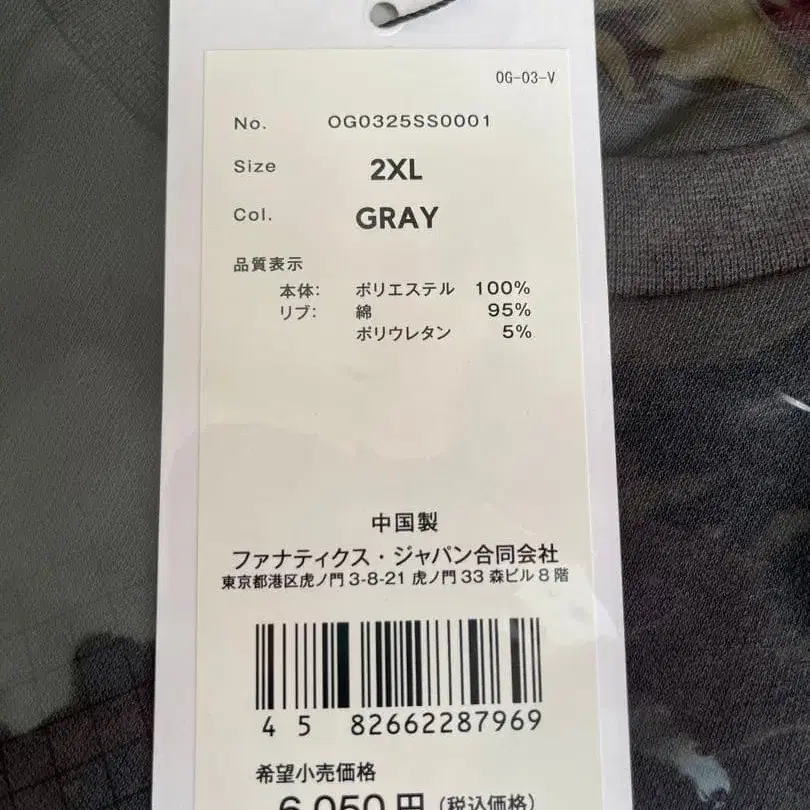 OG-03-V
No. OG0325SS0001
Size 2XL
Col. GRAY
品質表示
本体: ポリエステル 100%
リブ: 綿 95%
ポリウレタン 5%
中国製
ファナティクス・ジャパン合同会社
東京都港区虎ノ門 3-8-21 虎ノ門 33 森ビル 8 階
4 5 82662287969
希望小売価格
6,050 円 (税込価格)